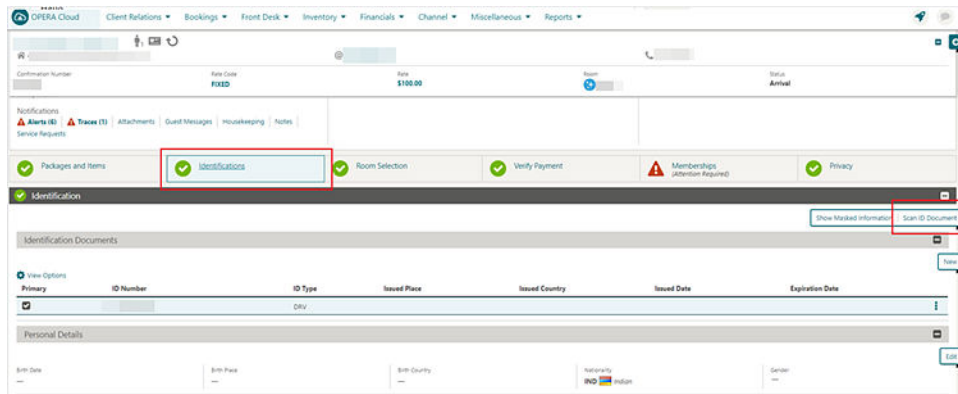 OPERA Cloud Client Relations Bookings Front Desk Inventory Financials Channel Miscellaneous Reports
@
Confirmation Number Rate Code Rate Room Status
FIXED $100.00 Arrival
Notifications
Alerts (6) Traces (1) Attachments Guest Messages Housekeeping Notes
Service Requests
Packages and Items Identifications Room Selection Verify Payment Memberships Privacy
(Attention Required)
Identification
Show Masked Information Scan ID Document
Identification Documents
New
View Options
Primary ID Number ID Type Issued Place Issued Country Issued Date Expiration Date
DRV
Personal Details
Edit
Birth Date Birth Place Birth Country Nationality Gender
— — — IND Indian —